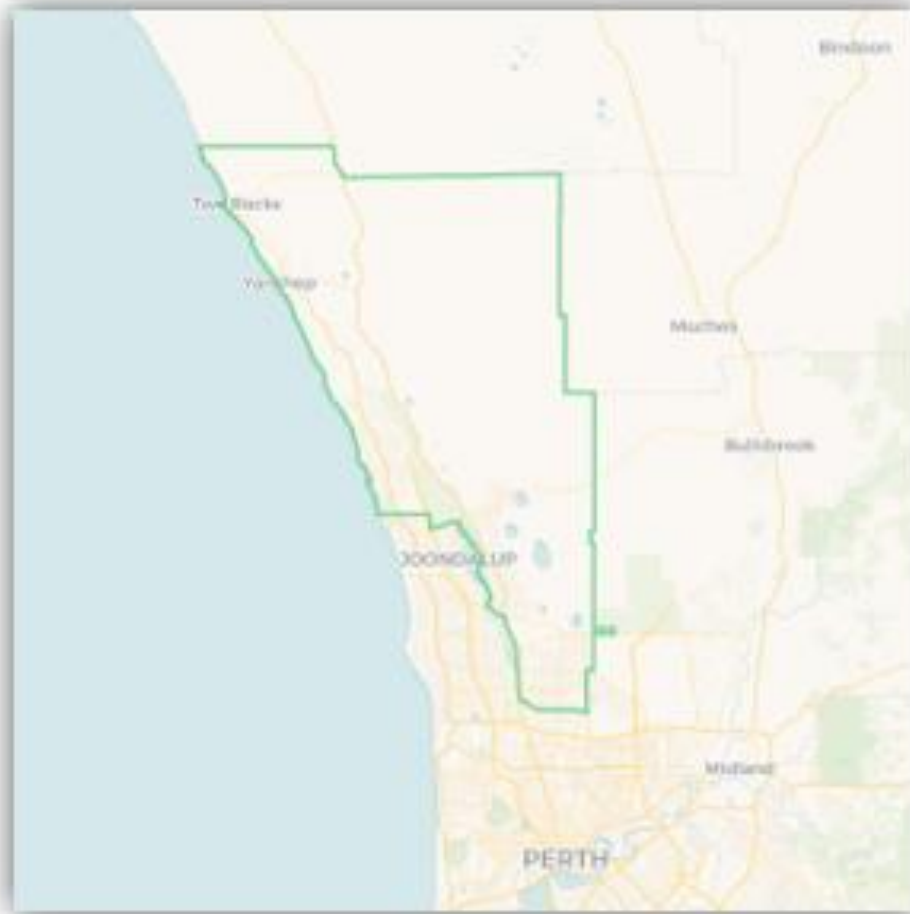 Bindoon
Two Rocks
Yanchep
Muchea
Bullsbrook
JOONDALUP
Midland
PERTH